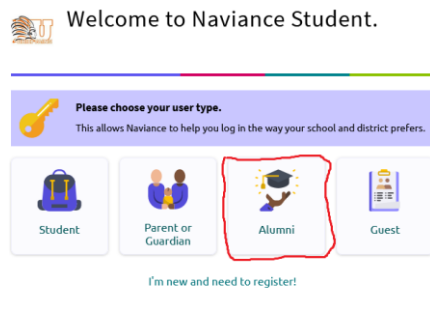 Welcome to Naviance Student.
Please choose your user type.
This allows Naviance to help you log in the way your school and district prefers.
Student
Parent or
Guardian
Alumni
Guest
I'm new and need to register!